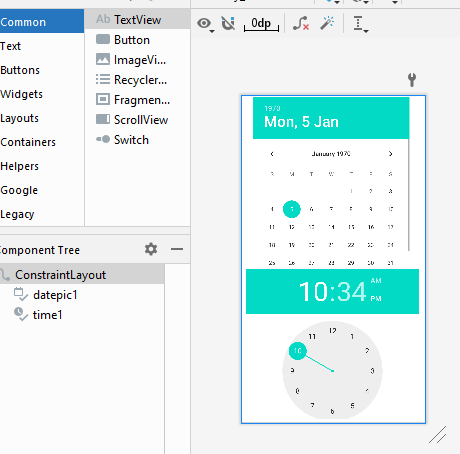 Common
Text
Buttons
Widgets
Layouts
Containers
Helpers
Google
Legacy
Ab TextView
Button
ImageVi...
Recycler...
Fragmen...
ScrollView
Switch
Component Tree
ConstraintLayout
datepic1
time1
0dp
1970
Mon, 5 Jan
January 1970
S M T W T F S
1 2 3
4 5 6 7 8 9 10
11 12 13 14 15 16 17
18 19 20 21 22 23 24
25 26 27 28 29 30 31
10:34 AM
PM
12
11 1
10 2
9 3
8 4
7 5
6